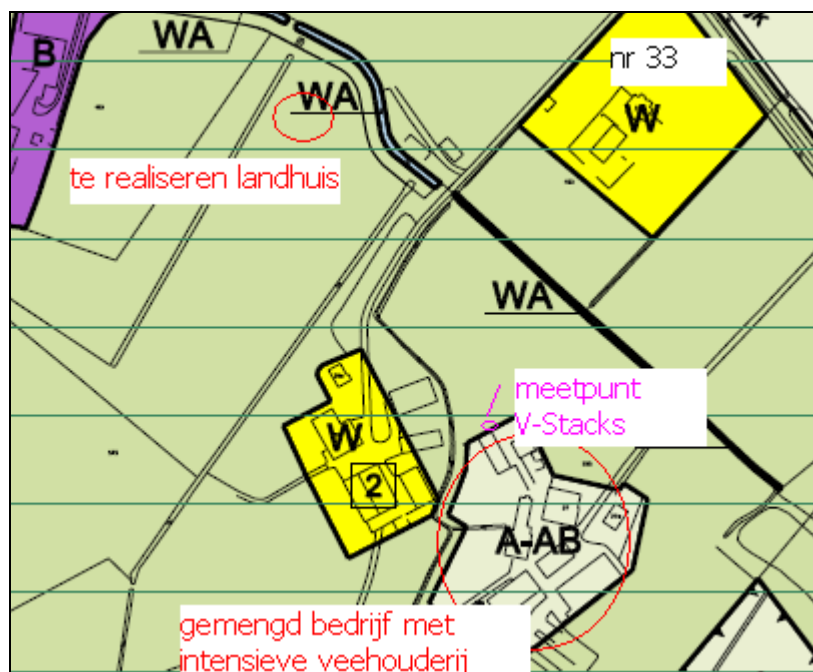 WA
B
nr 33
WA
W
te realiseren landhuis
WA
meetpunt
V-Stacks
W
2
A-AB
gemengd bedrijf met
intensieve veehouderij